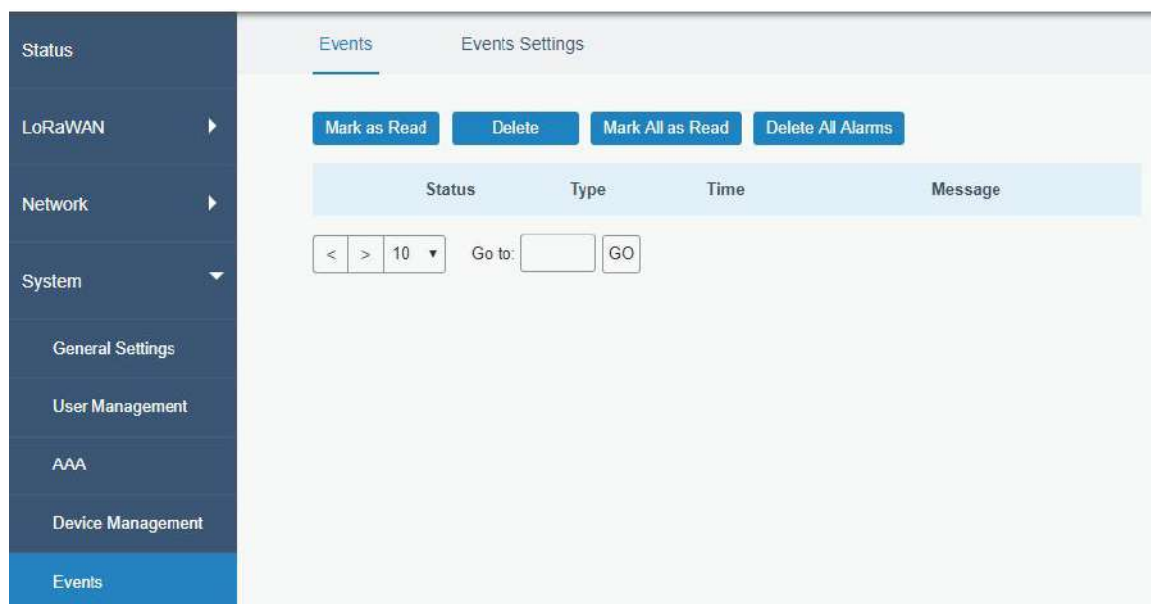 Status
LoRaWAN
Network
System
General Settings
User Management
AAA
Device Management
Events
Events Events Settings
Mark as Read Delete Mark All as Read Delete All Alarms
Status Type Time Message
< > 10 Go to: GO